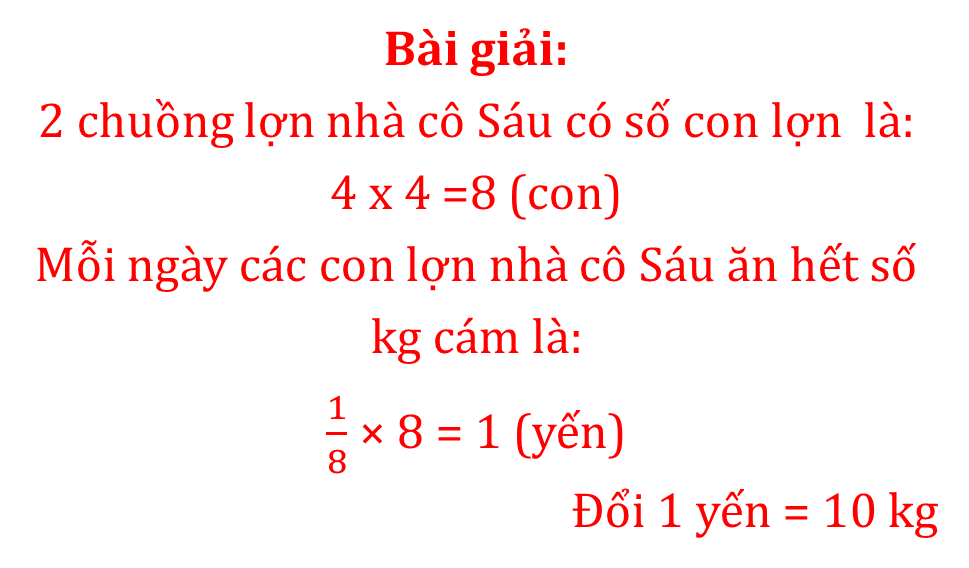 Bài giải:
2 chuồng lợn nhà cô Sáu có số con lợn là:
4 x 4 =8 (con)
Mỗi ngày các con lợn nhà cô Sáu ăn hết số
kg cám là:
1/8 × 8 = 1 (yến)
Đổi 1 yến = 10 kg